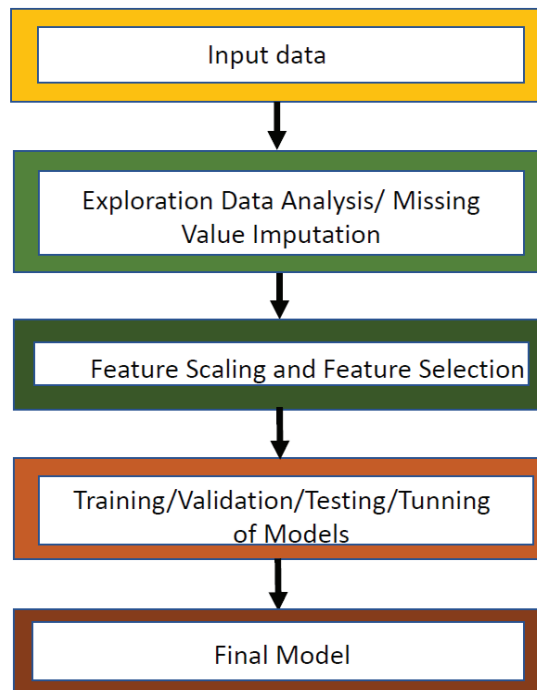 Input data
Exploration Data Analysis/ Missing
Value Imputation
Feature Scaling and Feature Selection
Training/Validation/Testing/Tunning
of Models
Final Model